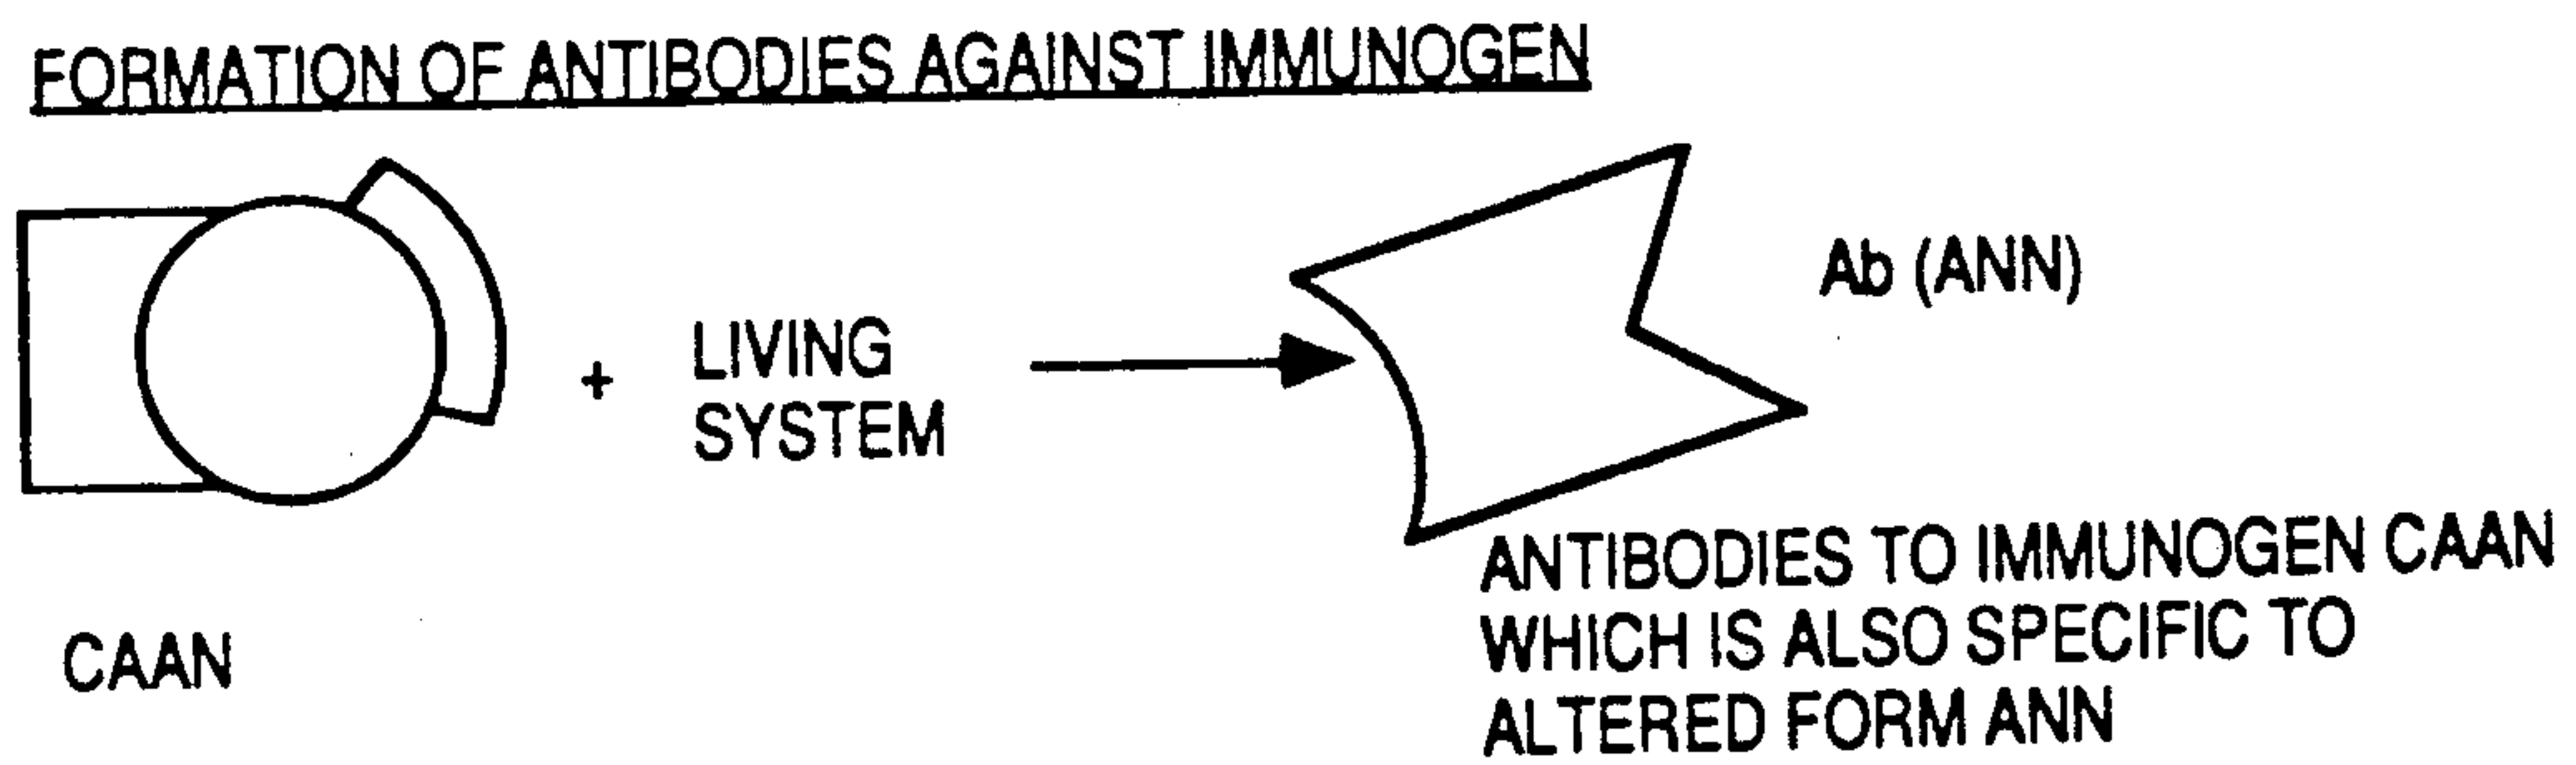 FORMATION OF ANTIBODIES AGAINST IMMUNOGEN
Ab (ANN)
+
LIVING
SYSTEM
CAAN
ANTIBODIES TO IMMUNOGEN CAAN
WHICH IS ALSO SPECIFIC TO
ALTERED FORM ANN